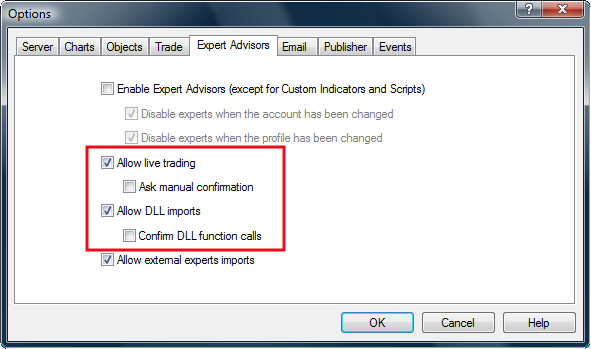 Options
Server Charts Objects Trade Expert Advisors Email Publisher Events
Enable Expert Advisors (except for Custom Indicators and Scripts)
Disable experts when the account has been changed
Disable experts when the profile has been changed
Allow live trading
Ask manual confirmation
Allow DLL imports
Confirm DLL function calls
Allow external experts imports
OK Cancel Help